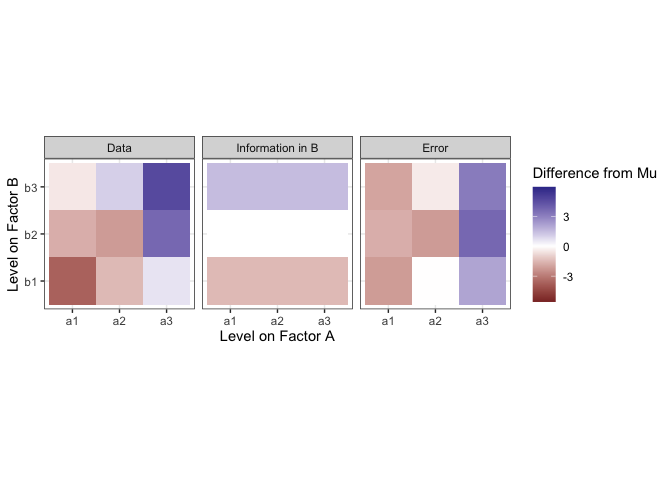 Data
Information in B
Error
Level on Factor B
b3
b2
b1
a1 a2 a3
a1 a2 a3
a1 a2 a3
Level on Factor A
Difference from Mu
3
0
-3